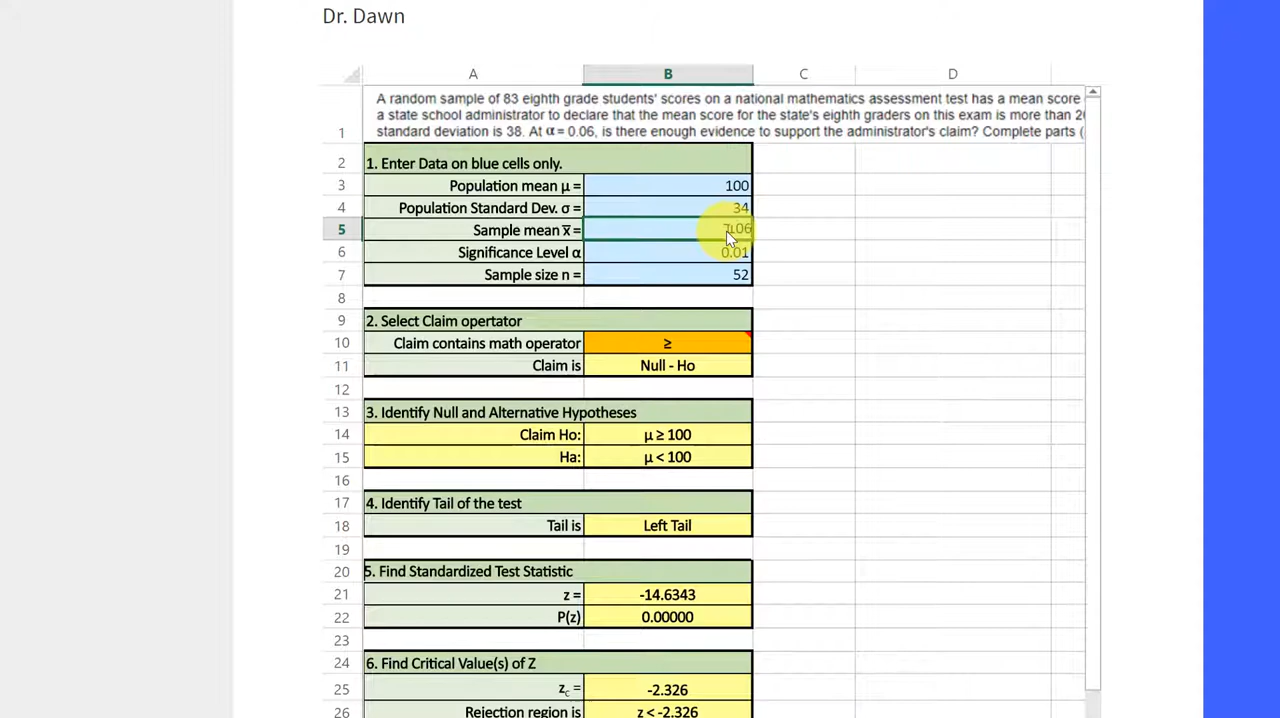 Dr. Dawn
A B C D
1 A random sample of 83 eighth grade students' scores on a national mathematics assessment test has a mean score
a state school administrator to declare that the mean score for the state's eighth graders on this exam is more than
standard deviation is 38. At α = 0.06, is there enough evidence to support the administrator's claim? Complete parts (
2 1. Enter Data on blue cells only.
3 Population mean μ = 100
4 Population Standard Dev. σ = 34
5 Sample mean x̅ =
6 Significance Level α 0.01
7 Sample size n = 52
8
9 2. Select Claim opertator
10 Claim contains math operator ≥
11 Claim is Null - Ho
12
13 3. Identify Null and Alternative Hypotheses
14 Claim Ho: μ ≥ 100
15 Ha: μ < 100
16
17 4. Identify Tail of the test
18 Tail is Left Tail
19
20 5. Find Standardized Test Statistic
21 z = -14.6343
22 P(z) 0.00000
23
24 6. Find Critical Value(s) of Z
25 zc = -2.326
26 Rejection region is z < -2.326